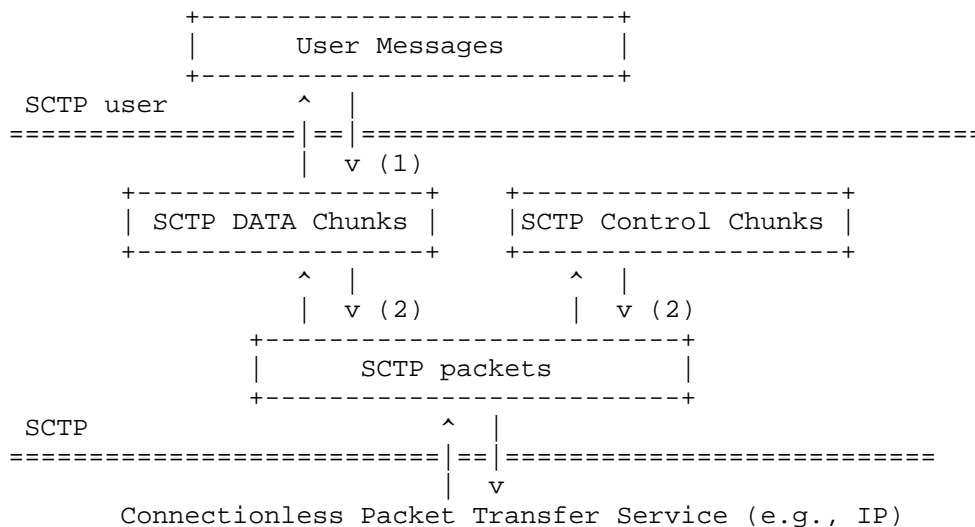 +--------------------------+
|      User Messages       |
+--------------------------+
SCTP user        ^  |
==================|==|=======================================
                  |  v (1)
       +------------------+    +--------------------+
       | SCTP DATA Chunks |    |SCTP Control Chunks |
       +------------------+    +--------------------+
                  ^  |             ^  |
                  |  v (2)         |  v (2)
               +--------------------------+
               |      SCTP packets        |
               +--------------------------+
SCTP                      ^  |
===========================|==|===========================
                           |  v
Connectionless Packet Transfer Service (e.g., IP)